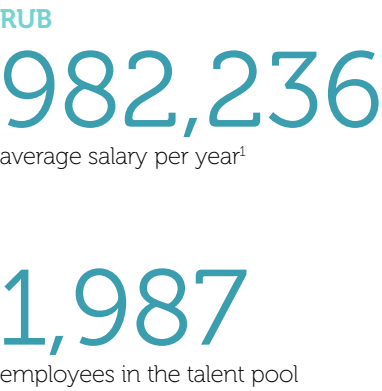 RUB
982,236
average salary per year¹
1,987
employees in the talent pool